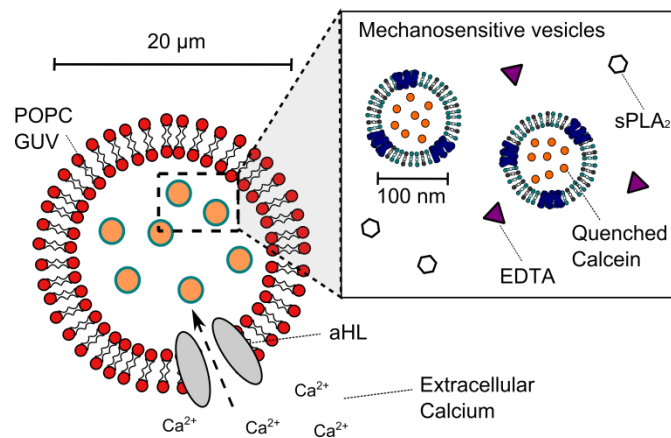 20 µm
POPC
GUV
Mechanosensitive vesicles
sPLA₂
100 nm
Quenched
Calcein
EDTA
aHL
Extracellular
Calcium
Ca²⁺
Ca²⁺
Ca²⁺
Ca²⁺